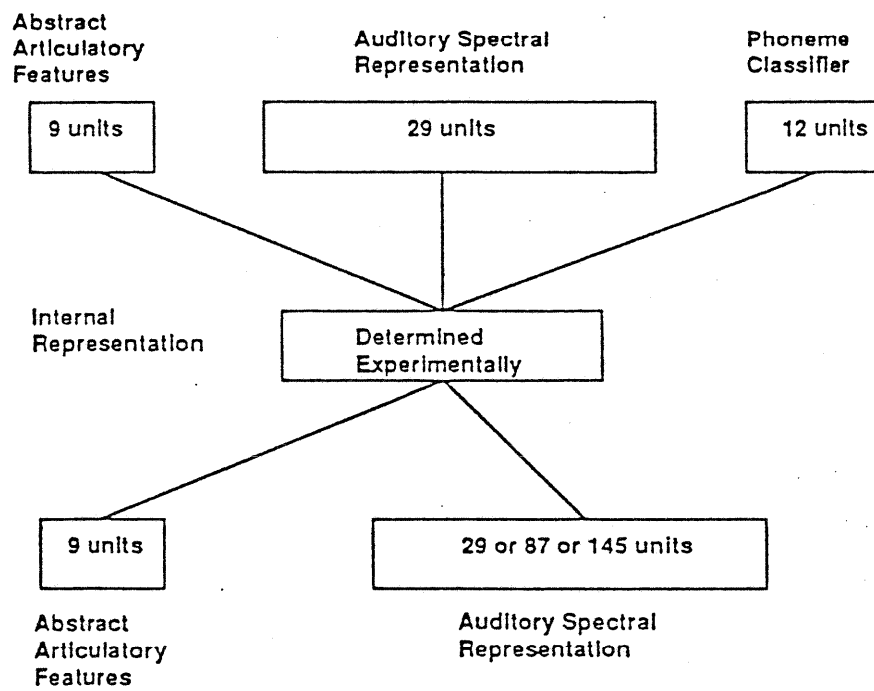 Abstract
Articulatory
Features
Auditory Spectral
Representation
Phoneme
Classifier
9 units
29 units
12 units
Internal
Representation
Determined
Experimentally
9 units
29 or 87 or 145 units
Abstract
Articulatory
Features
Auditory Spectral
Representation